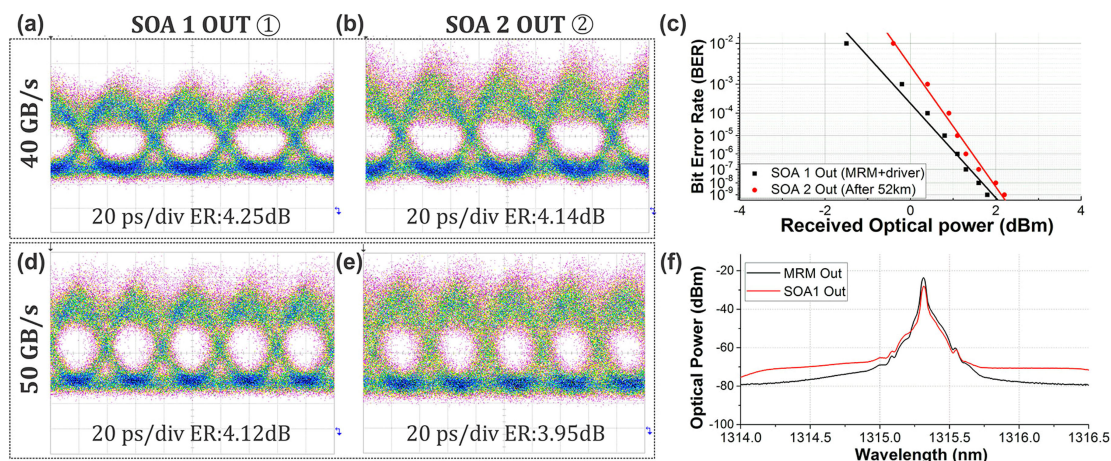 (a) SOA 1 OUT ①
(b) SOA 2 OUT ②
(c)
40 GB/s
20 ps/div ER:4.25dB
20 ps/div ER:4.14dB
10⁻²
10⁻³
10⁻⁴
10⁻⁵
10⁻⁶
10⁻⁷
10⁻⁸
10⁻⁹
Bit Error Rate (BER)
SOA 1 Out (MRM+driver)
SOA 2 Out (After 52km)
-4 -2 0 2 4
Received Optical power (dBm)
(d)
(e)
(f)
50 GB/s
20 ps/div ER:4.12dB
20 ps/div ER:3.95dB
MRM Out
SOA1 Out
-20
-40
-60
-80
-100
Optical Power (dBm)
1314.0 1314.5 1315.0 1315.5 1316.0 1316.5
Wavelength (nm)